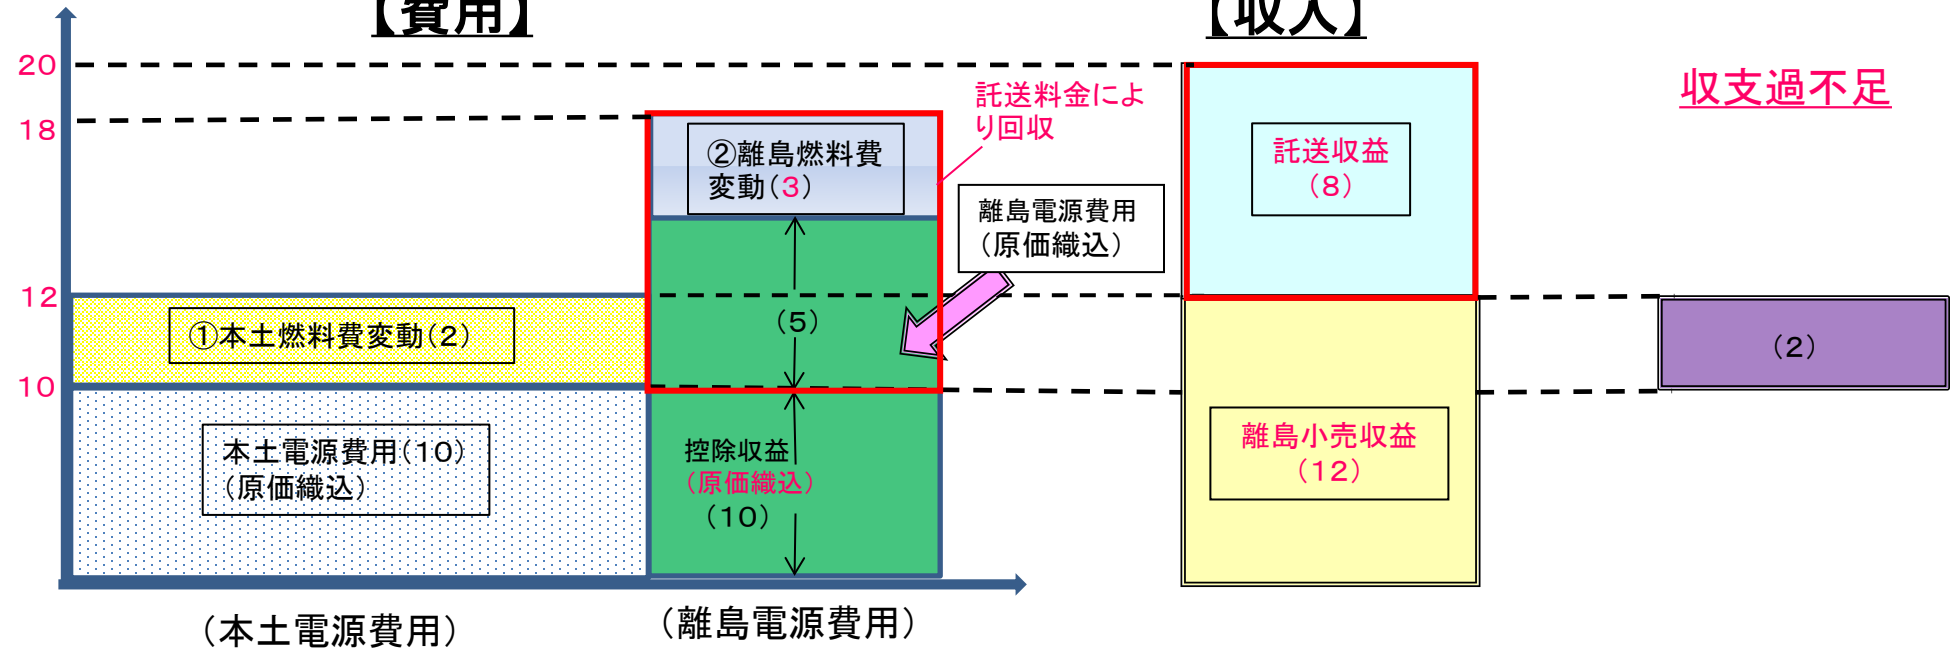 【費用】
【収入】
20
18
12
10
託送料金によ
り回収
収支過不足
②離島燃料費
変動(3)
託送収益
(8)
離島電源費用
(原価織込)
①本土燃料費変動(2)
(5)
(2)
本土電源費用(10)
(原価織込)
控除収益
(原価織込)
(10)
離島小売収益
(12)
(本土電源費用)
(離島電源費用)